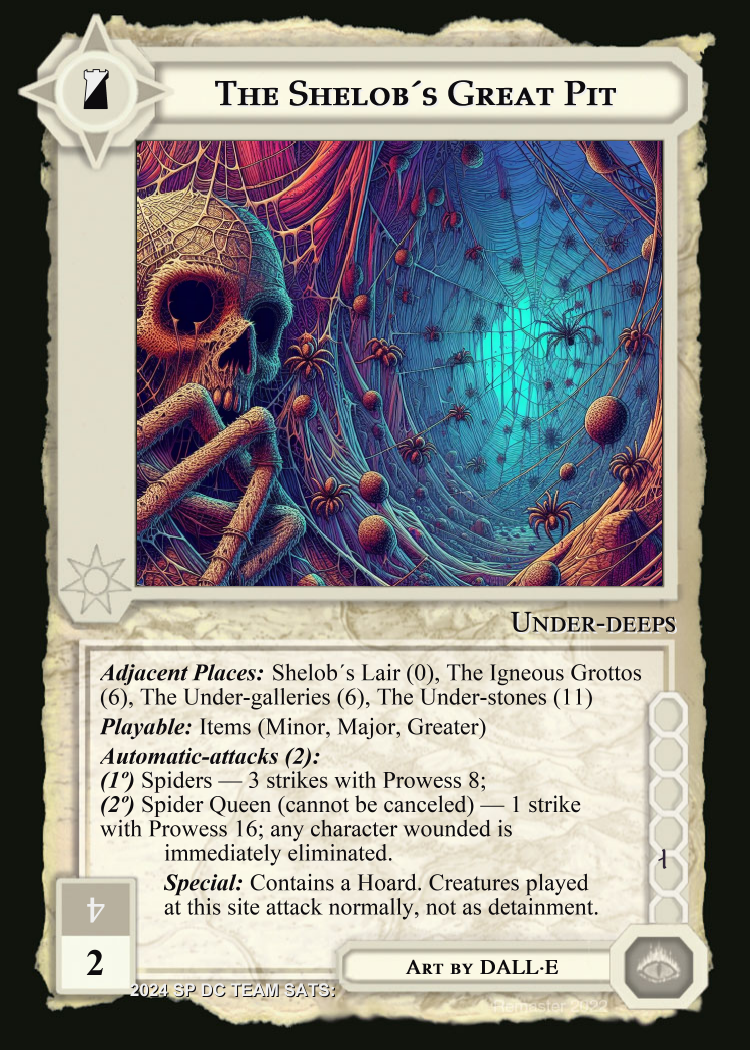 The Shelob´s Great Pit
Under-deeps
Adjacent Places: Shelob´s Lair (0), The Igneous Grottos
(6), The Under-galleries (6), The Under-stones (11)
Playable: Items (Minor, Major, Greater)
Automatic-attacks (2):
(1º) Spiders — 3 strikes with Prowess 8;
(2º) Spider Queen (cannot be canceled) — 1 strike
with Prowess 16; any character wounded is
immediately eliminated.
Special: Contains a Hoard. Creatures played
at this site attack normally, not as detainment.
4
2
Art by DALL·E
2024 SP DC TEAM SATS:
Remaster 2022